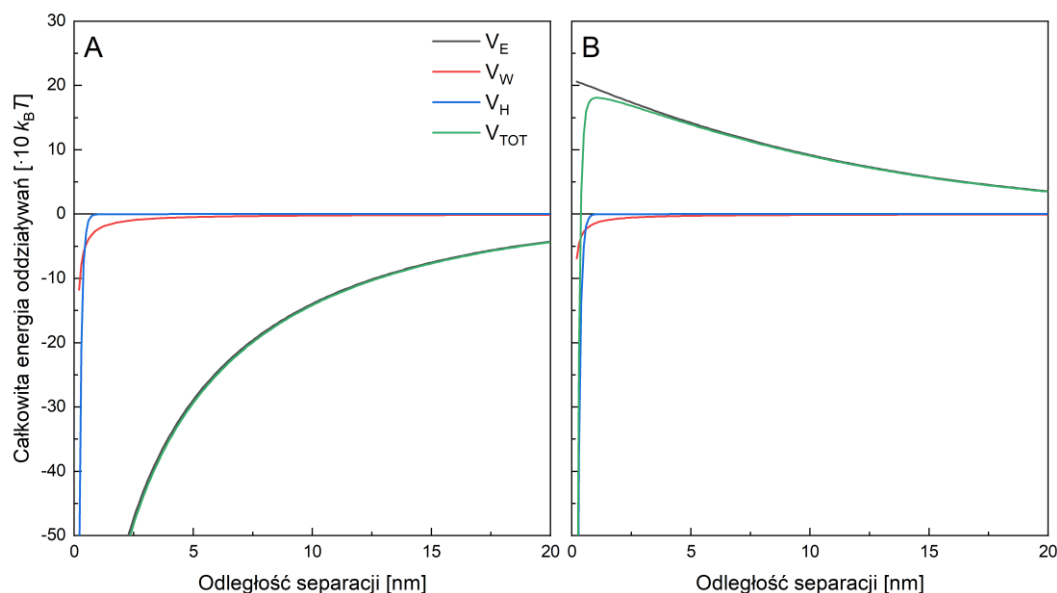 Całkowita energia oddziaływań [·10 k_BT]
30
20
10
0
-10
-20
-30
-40
-50
A
V_E
V_W
V_H
V_TOT
0
5
10
15
20
Odległość separacji [nm]
B
0
5
10
15
20
Odległość separacji [nm]